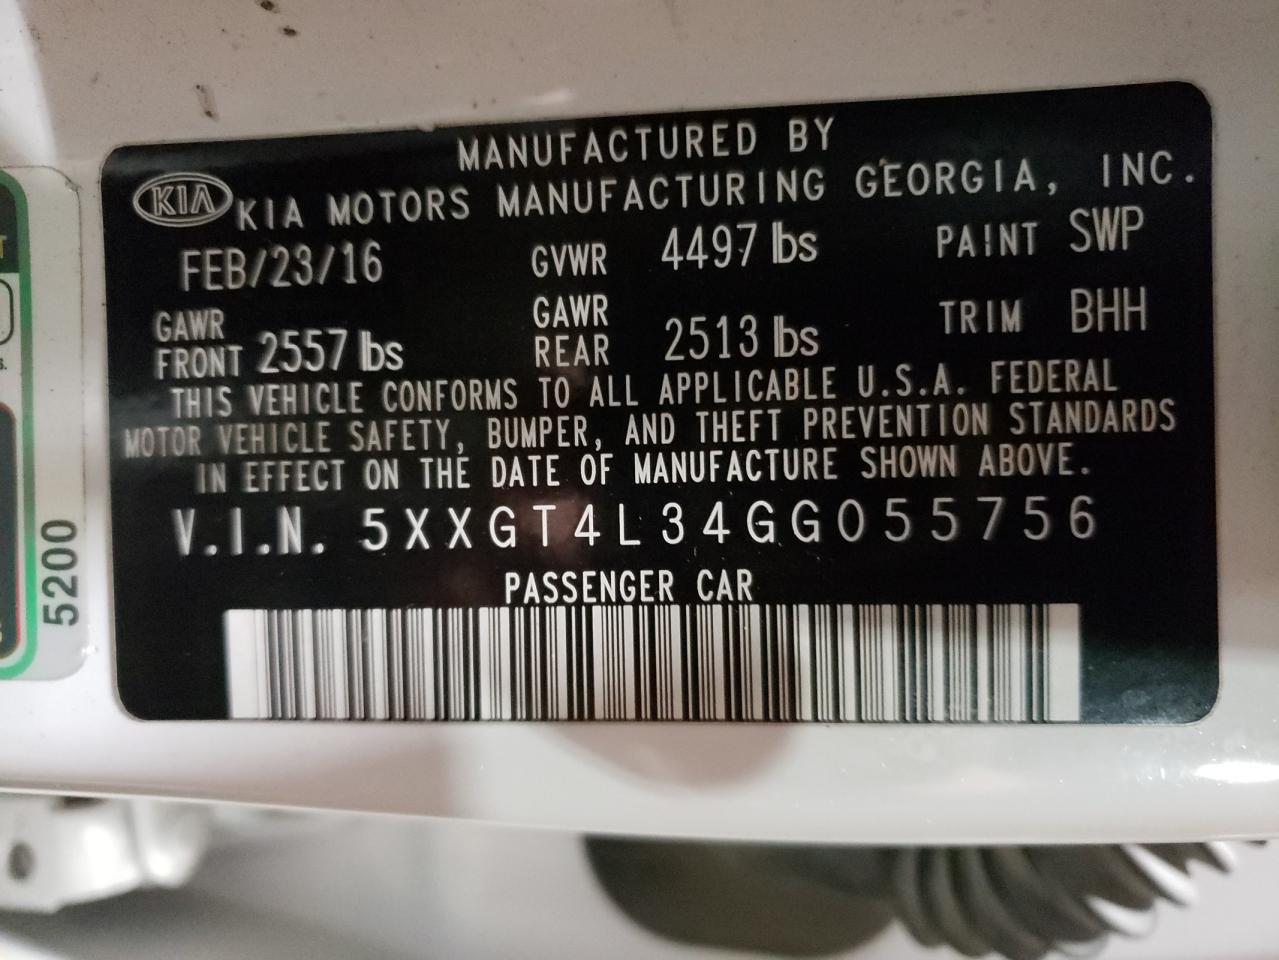 MANUFACTURED BY
KIA KIA MOTORS MANUFACTURING GEORGIA, INC.
FEB/23/16 GVWR 4497 lbs PAINT SWP
GAWR FRONT 2557 lbs GAWR REAR 2513 lbs TRIM BHH
THIS VEHICLE CONFORMS TO ALL APPLICABLE U.S.A. FEDERAL
MOTOR VEHICLE SAFETY, BUMPER, AND THEFT PREVENTION STANDARDS
IN EFFECT ON THE DATE OF MANUFACTURE SHOWN ABOVE.
V.I.N. 5XXGT4L34GG055756
PASSENGER CAR
5200